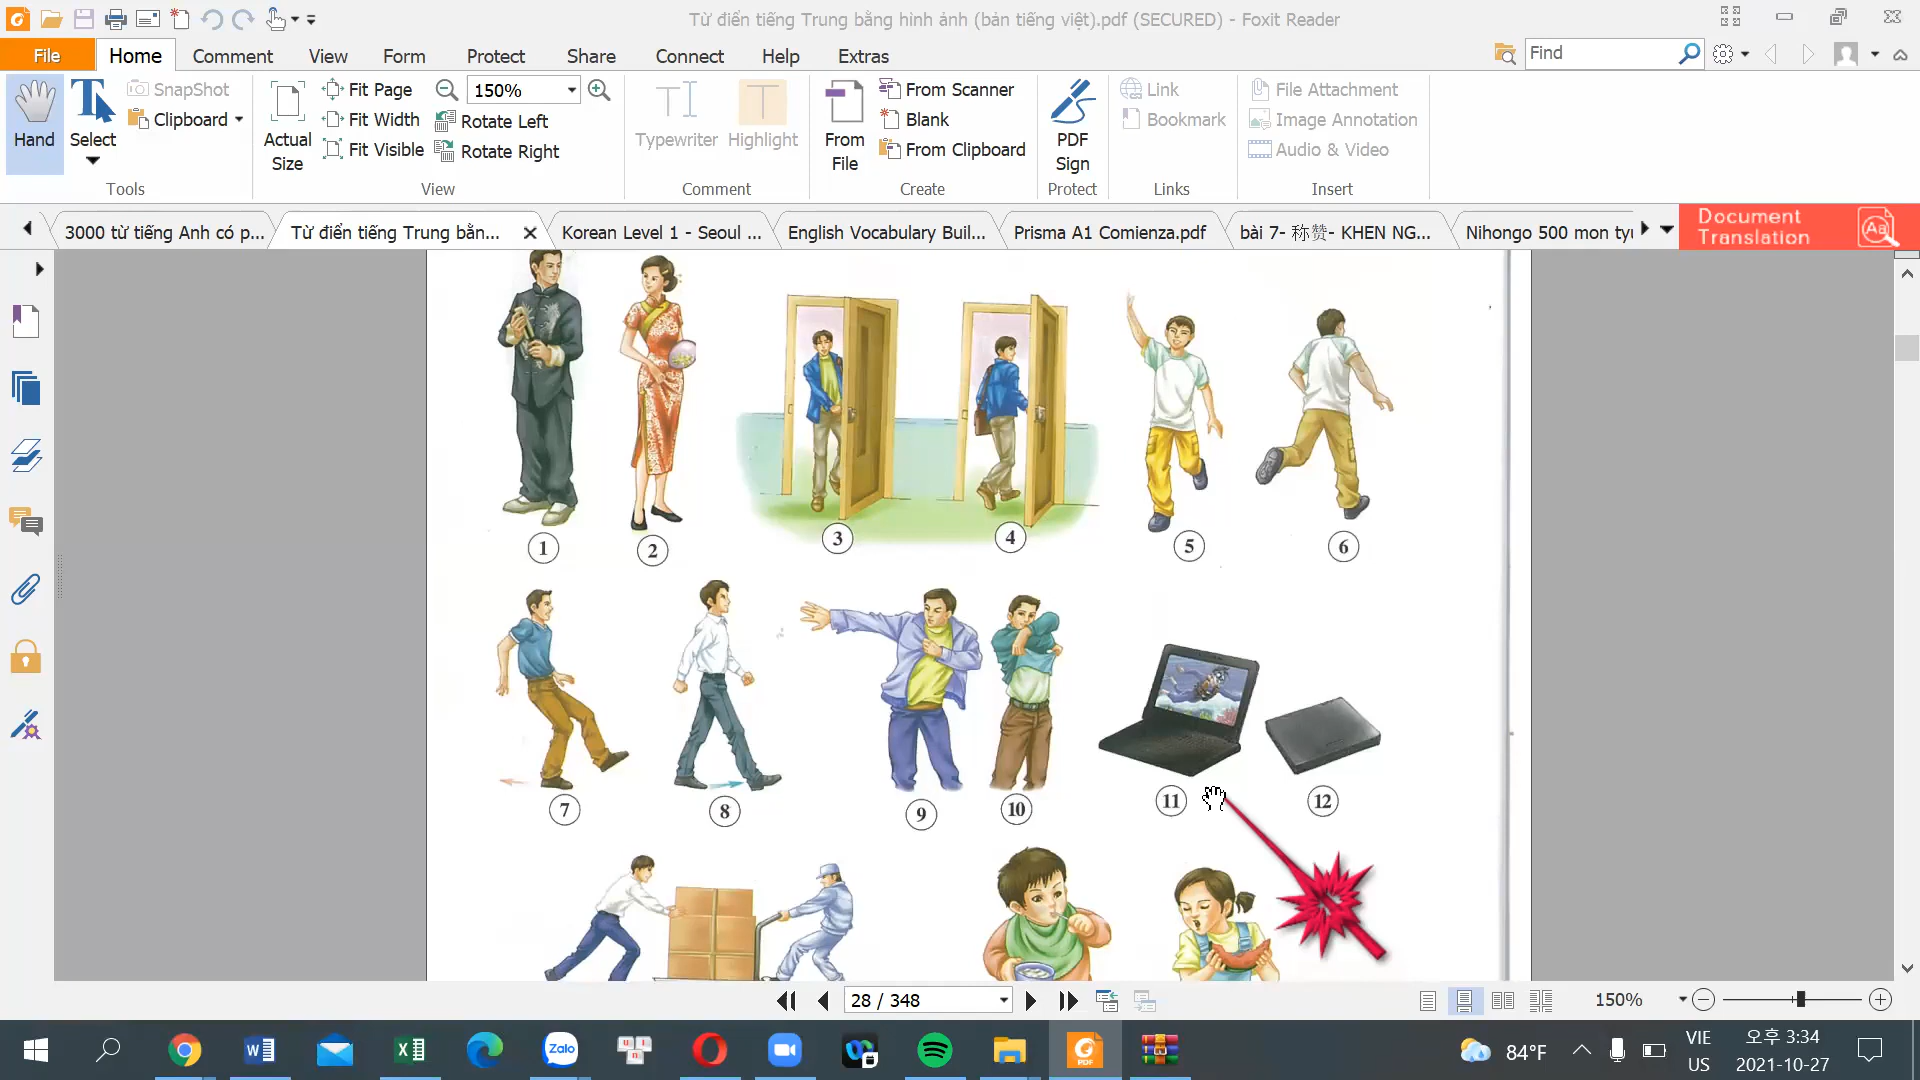 Từ điển tiếng Trung bằng hình ảnh (bản tiếng việt).pdf (SECURED) - Foxit Reader
File Home Comment View Form Protect Share Connect Help Extras Find
Hand
Select
SnapShot
Clipboard
Tools
Actual Size
Fit Page
Fit Width
Fit Visible
150%
Rotate Left
Rotate Right
View
Typewriter Highlight
Comment
From File
From Scanner
Blank
From Clipboard
Create
PDF Sign
Protect
Link
Bookmark
Links
File Attachment
Image Annotation
Audio & Video
Insert
3000 từ tiếng Anh có p... Từ điển tiếng Trung bằn... Korean Level 1 - Seoul ... English Vocabulary Buil... Prisma A1 Comienza.pdf bài 7- 称赞- KHEN NG... Nihongo 500 mon tyu
Document Translation
1 2 3 4 5 6
7 8 9 10 11 12
28 / 348
150%
Zalo
84°F
VIE
US
오후 3:34
2021-10-27